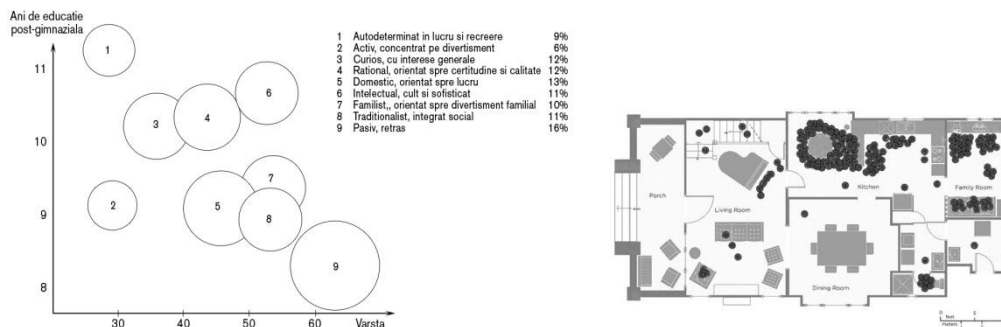 Ani de educatie
post-gimnaziala
11
10
9
8
30
40
50
60
Varsta
1
2
3
4
5
6
7
8
9
1 Autodeterminat in lucru si recreere 9%
2 Activ, concentrat pe divertisment 6%
3 Curios, cu interese generale 12%
4 Rational, orientat spre certitudine si calitate 12%
5 Domestic, orientat spre lucru 13%
6 Intelectual, cult si sofisticat 11%
7 Familist,, orientat spre divertisment familial 10%
8 Traditionalist, integrat social 11%
9 Pasiv, retras 16%
Porch
Living Room
Kitchen
Family Room
Dining Room
0
feet
meters